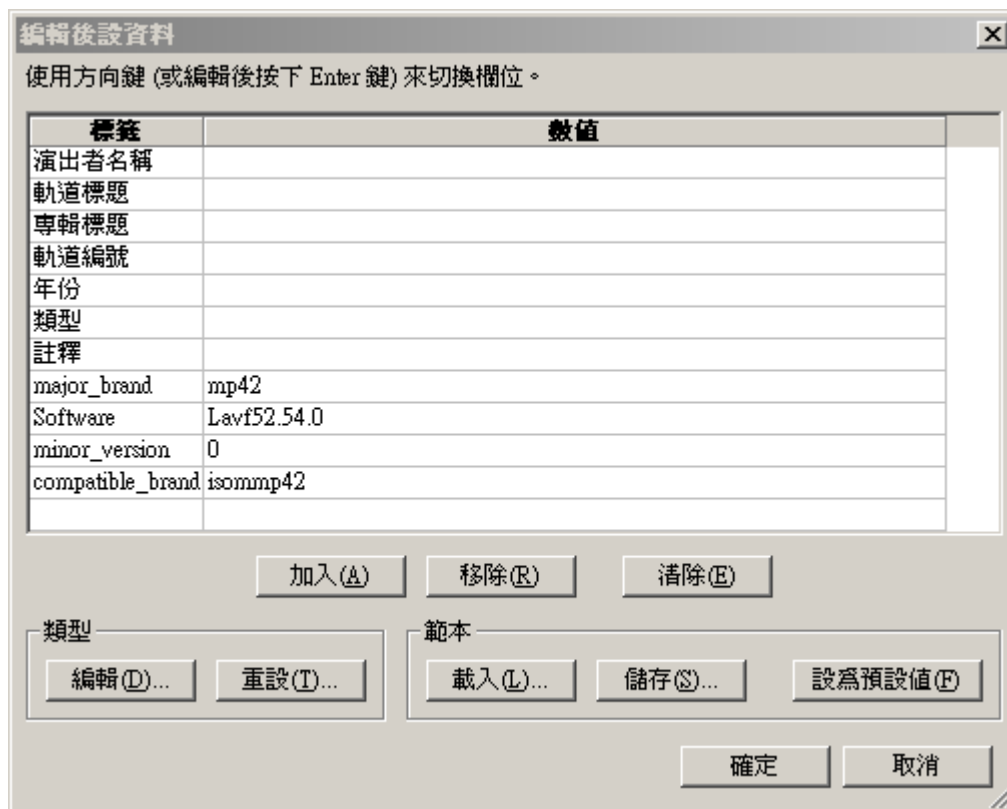 編輯後設資料
使用方向鍵 (或編輯後按下 Enter 鍵) 來切換欄位。
標籤 數值
演出者名稱
軌道標題
專輯標題
軌道編號
年份
類型
註釋
major_brand mp42
Software Lavf52.54.0
minor_version 0
compatible_brand isommp42
加入(A) 移除(R) 清除(E)
類型 範本
編輯(D)... 重設(T)... 載入(L)... 儲存(S)... 設為預設值(F)
確定 取消